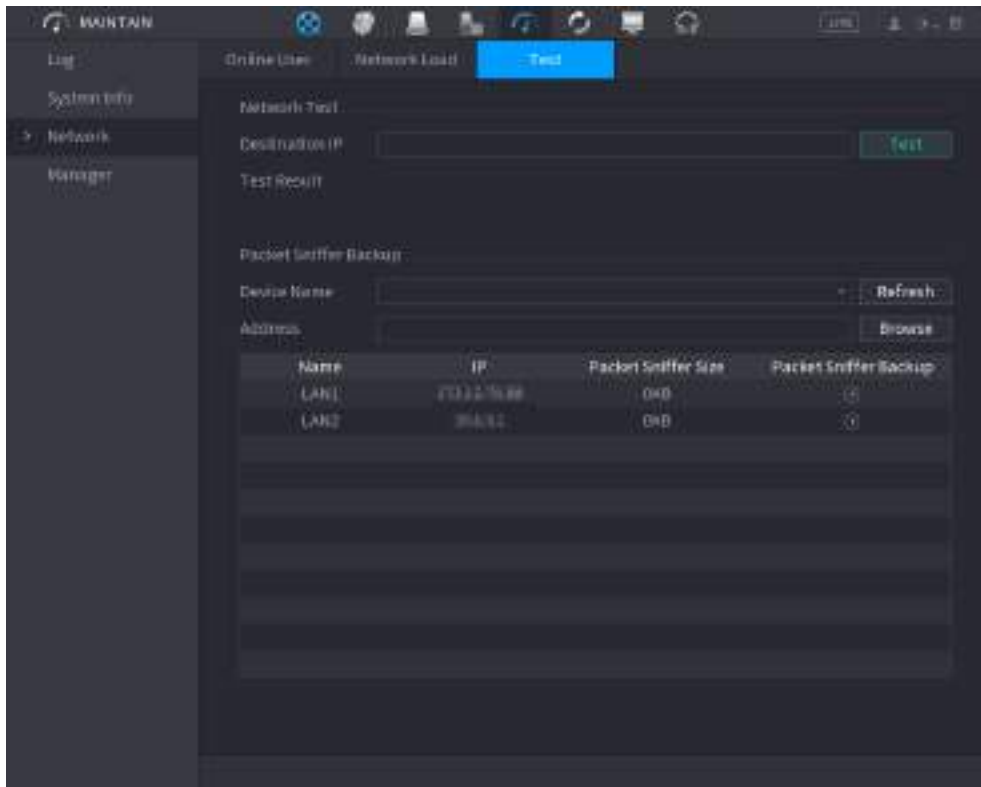 MAINTAIN LIVE
Log Online User Network Load Test
System Info
Network Test
> Network
Destination IP Test
Manager
Test Result
Packet Sniffer Backup
Device Name Refresh
Address Browse
Name IP Packet Sniffer Size Packet Sniffer Backup
LAN1 0KB
LAN2 0KB